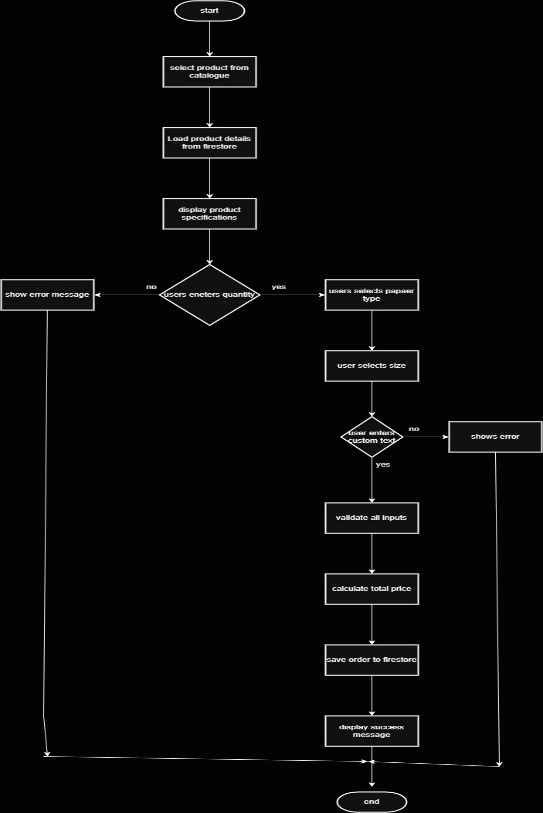 start
select product from
catalogue
Load product details
from firestore
display product
specifications
no
yes
show error message
users eneters quantity
users selects papaer
type
user selects size
user enters
custom text
no
shows error
yes
validate all inputs
calculate total price
save order to firestore
display success
message
end